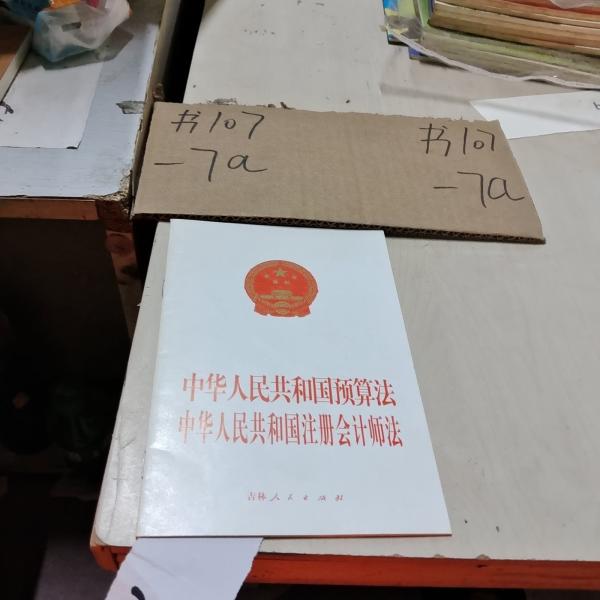 书107
-7a
书107
-7a
中华人民共和国预算法
中华人民共和国注册会计师法
吉林人民出版社